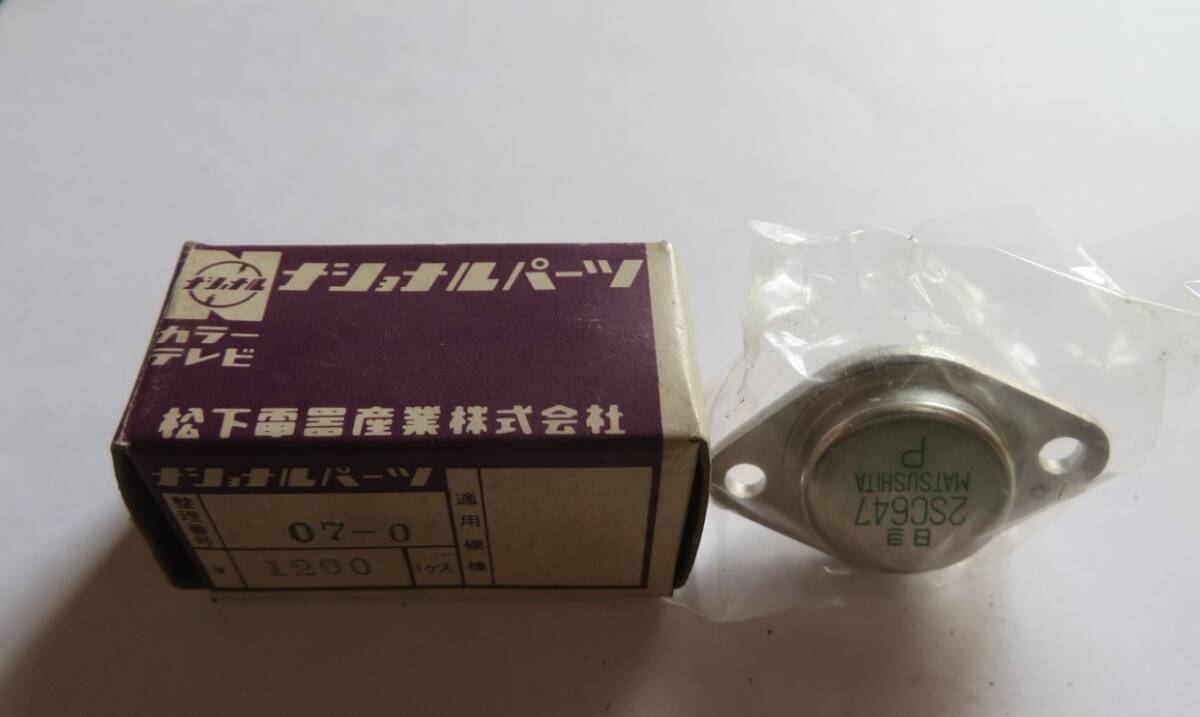 ナショナル
ナショナルパーツ
カラー
テレビ
松下電器産業株式会社
ナショナルパーツ
整理番号
07-0
¥
1200
1ケ入
適用機種
2SC647
MATSUSHITA
P